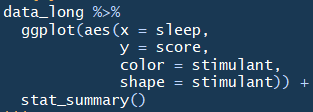 data_long %>%
  ggplot(aes(x = sleep,
             y = score,
             color = stimulant,
             shape = stimulant)) +
  stat_summary()